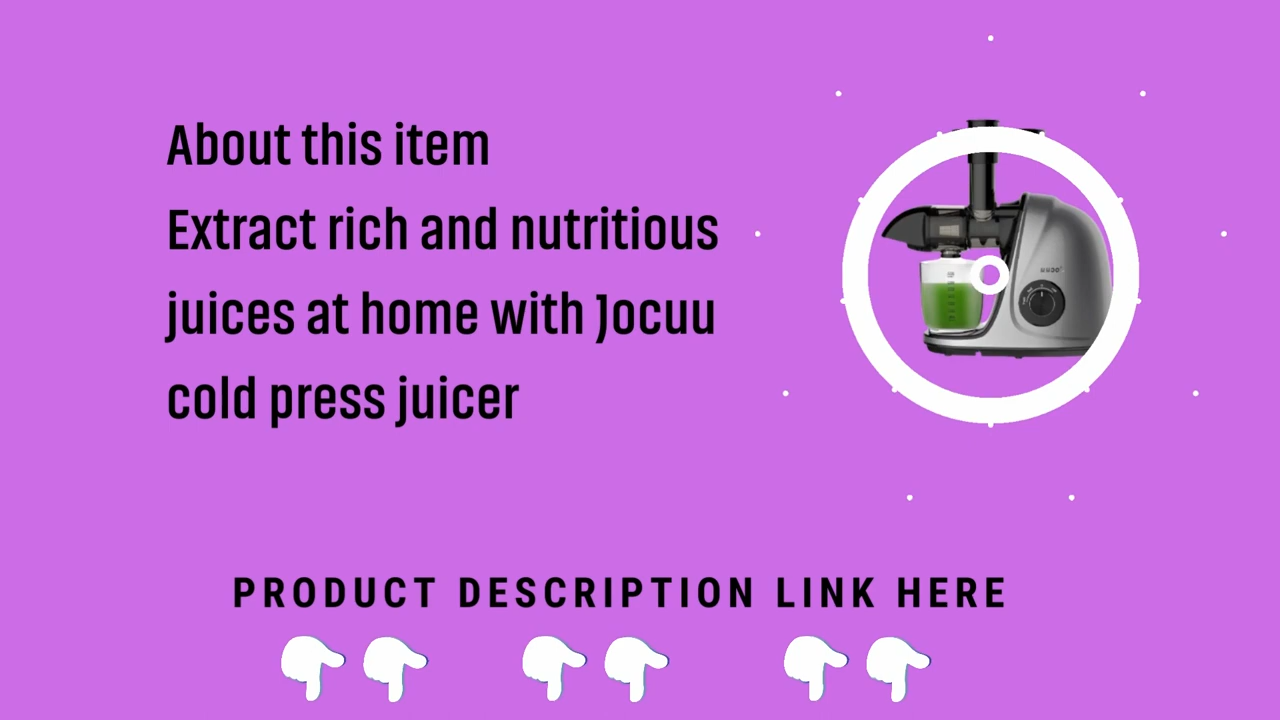 About this item
Extract rich and nutritious
juices at home with Jocuu
cold press juicer
PRODUCT DESCRIPTION LINK HERE